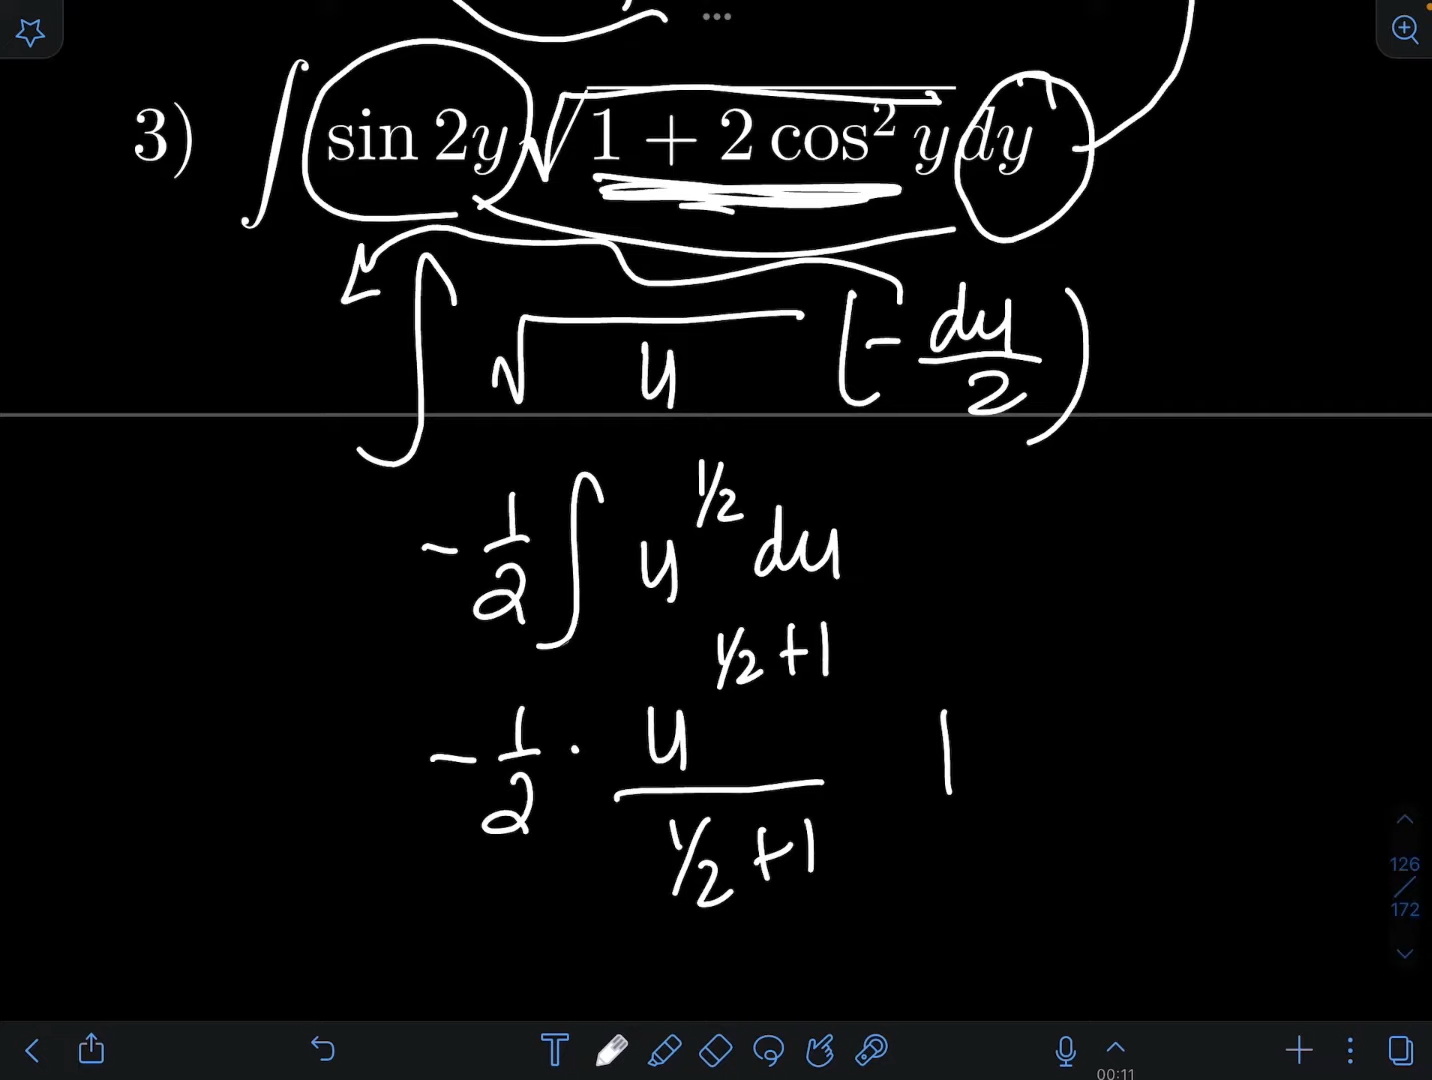 3) ∫ sin 2y √(1 + 2 cos² y) dy
∫ √u (-du/2)
-1/2 ∫ u^(1/2) du
-1/2 · u^(1/2+1) / (1/2+1) |
126
172
T
00:11